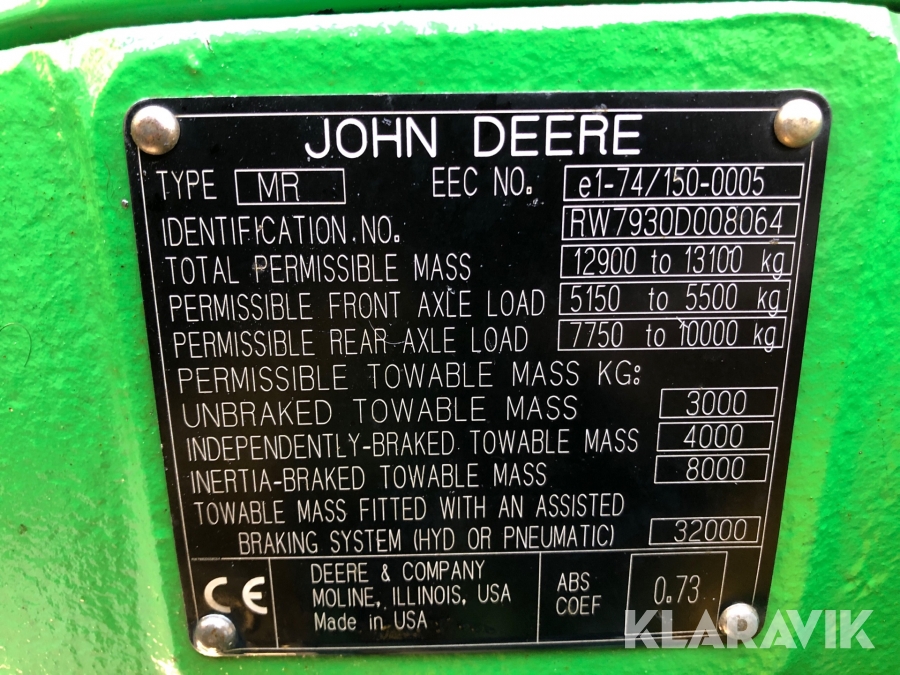 JOHN DEERE
TYPE MR EEC NO. e1-74/150-0005
IDENTIFICATION NO. RW7930D008064
TOTAL PERMISSIBLE MASS 12900 to 13100 kg
PERMISSIBLE FRONT AXLE LOAD 5150 to 5500 kg
PERMISSIBLE REAR AXLE LOAD 7750 to 10000 kg
PERMISSIBLE TOWABLE MASS KG:
UNBRAKED TOWABLE MASS 3000
INDEPENDENTLY-BRAKED TOWABLE MASS 4000
INERTIA-BRAKED TOWABLE MASS 8000
TOWABLE MASS FITTED WITH AN ASSISTED
BRAKING SYSTEM (HYD OR PNEUMATIC) 32000
CE
DEERE & COMPANY
MOLINE, ILLINOIS, USA
Made in USA
ABS
COEF
0.73
KLARAVIK